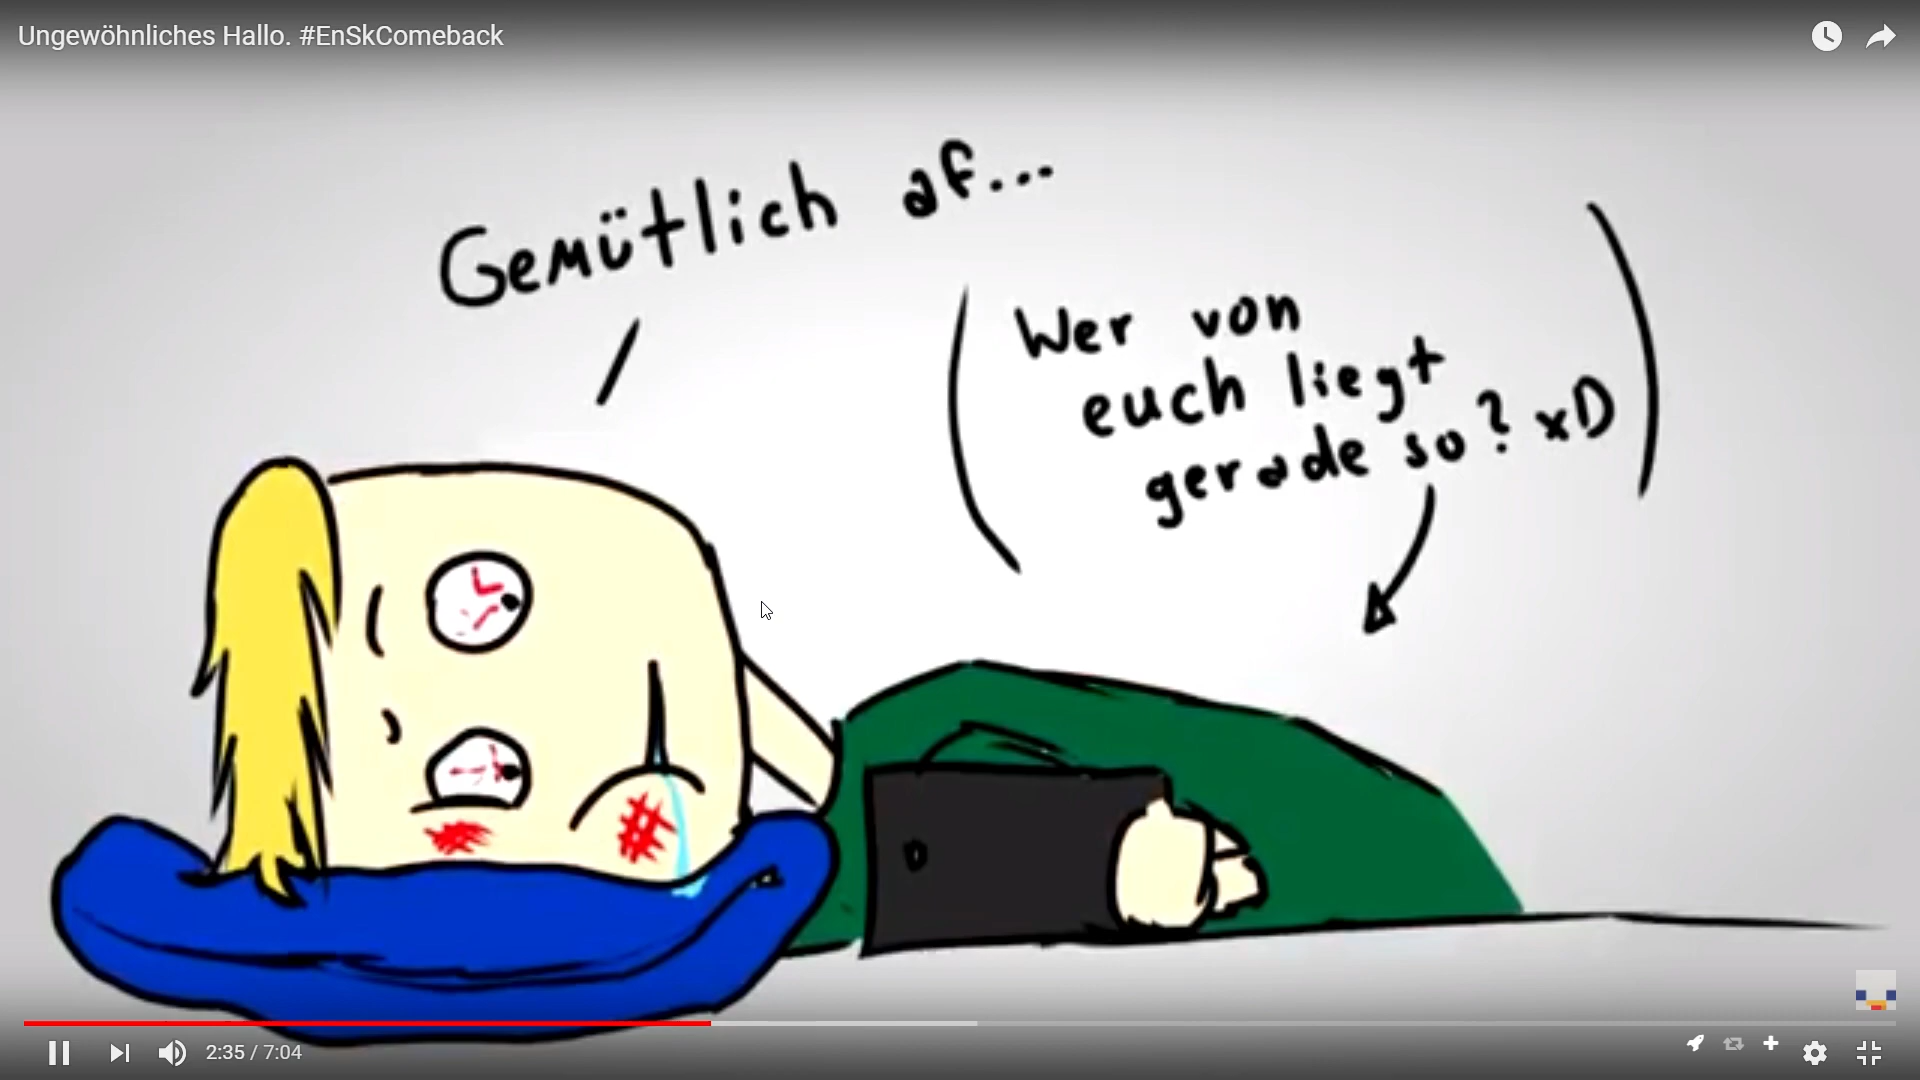 Ungewöhnliches Hallo. #EnSkComeback
Gemütlich af...
(Wer von
euch liegt
gerade so? xD)
2:35 / 7:04